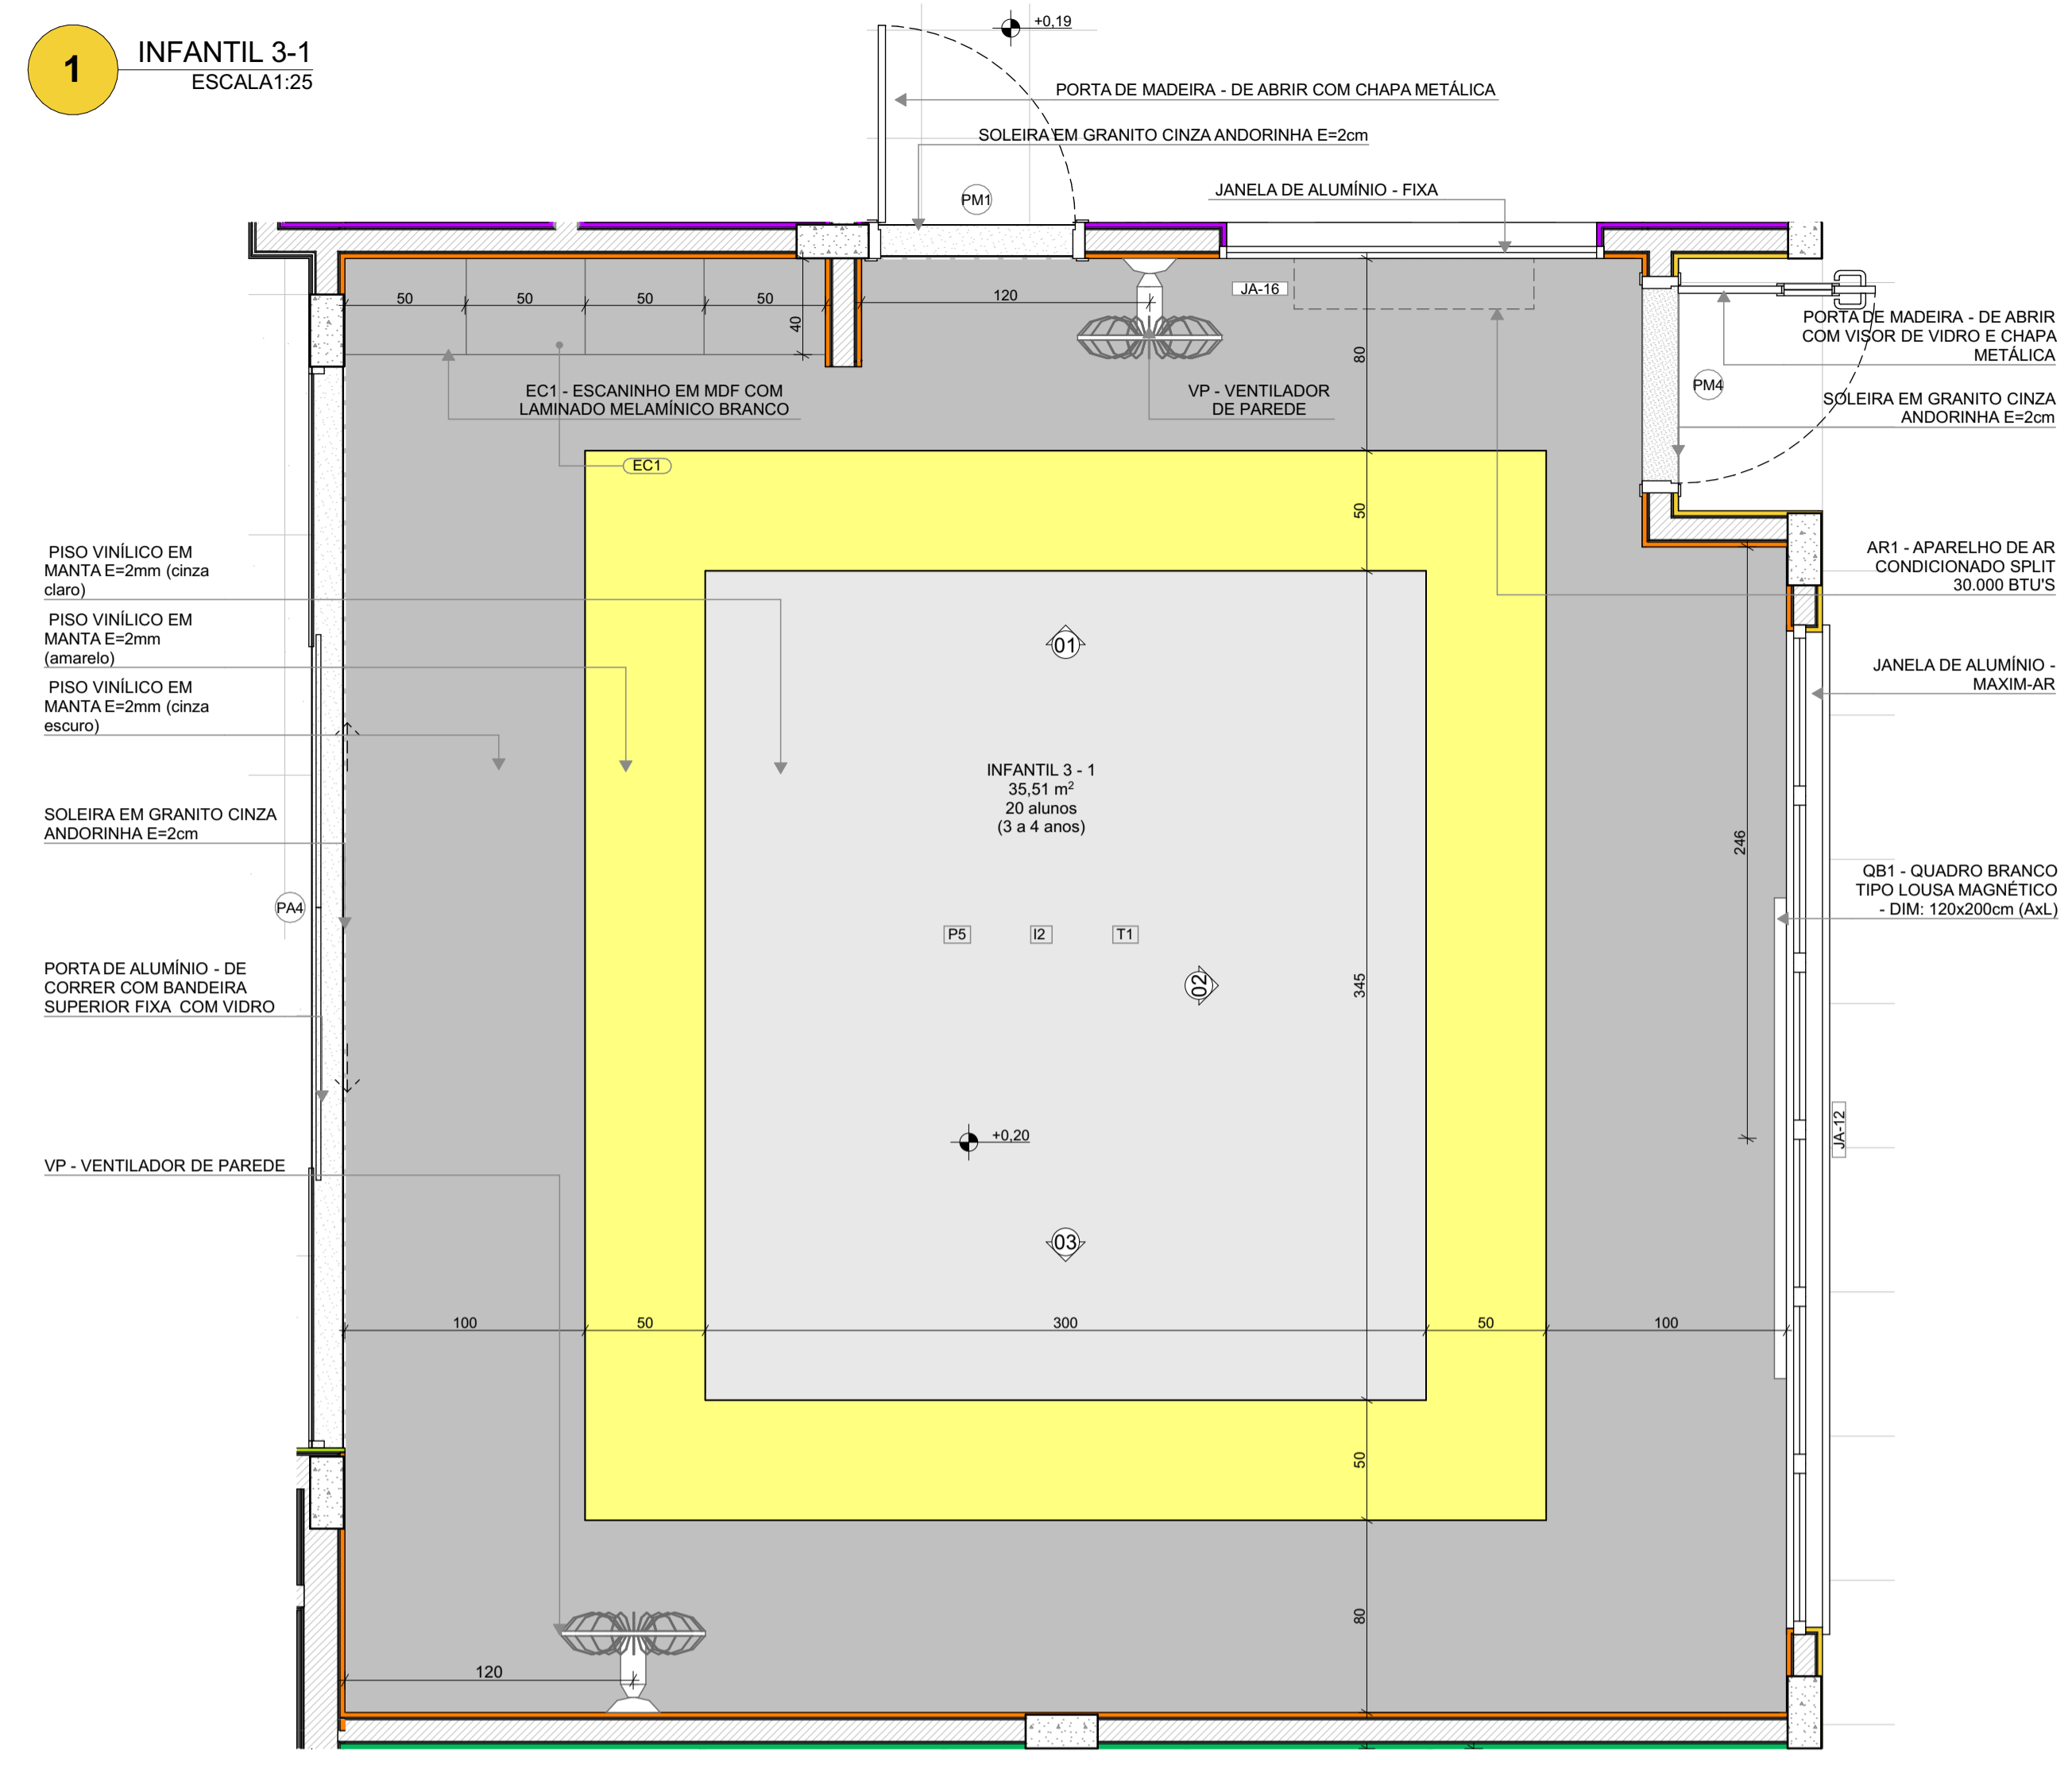 1
INFANTIL 3-1
ESCALA1:25
+0,19
PORTA DE MADEIRA - DE ABRIR COM CHAPA METÁLICA
SOLEIRA EM GRANITO CINZA ANDORINHA E=2cm
PM1
JANELA DE ALUMÍNIO - FIXA
50
50
50
50
40
120
JA-16
80
PORTA DE MADEIRA - DE ABRIR
COM VISOR DE VIDRO E CHAPA
METÁLICA
PM4
SOLEIRA EM GRANITO CINZA
ANDORINHA E=2cm
EC1 - ESCANINHO EM MDF COM
LAMINADO MELAMÍNICO BRANCO
VP - VENTILADOR
DE PAREDE
EC1
50
PISO VINÍLICO EM
MANTA E=2mm (cinza
claro)
PISO VINÍLICO EM
MANTA E=2mm
(amarelo)
PISO VINÍLICO EM
MANTA E=2mm (cinza
escuro)
AR1 - APARELHO DE AR
CONDICIONADO SPLIT
30.000 BTU'S
01
JANELA DE ALUMÍNIO -
MAXIM-AR
INFANTIL 3 - 1
35,51 m²
20 alunos
(3 a 4 anos)
SOLEIRA EM GRANITO CINZA
ANDORINHA E=2cm
246
QB1 - QUADRO BRANCO
TIPO LOUSA MAGNÉTICO
- DIM: 120x200cm (AxL)
PA4
P5
I2
T1
02
345
PORTA DE ALUMÍNIO - DE
CORRER COM BANDEIRA
SUPERIOR FIXA COM VIDRO
+0,20
JA-12
VP - VENTILADOR DE PAREDE
03
100
50
300
50
100
50
80
120